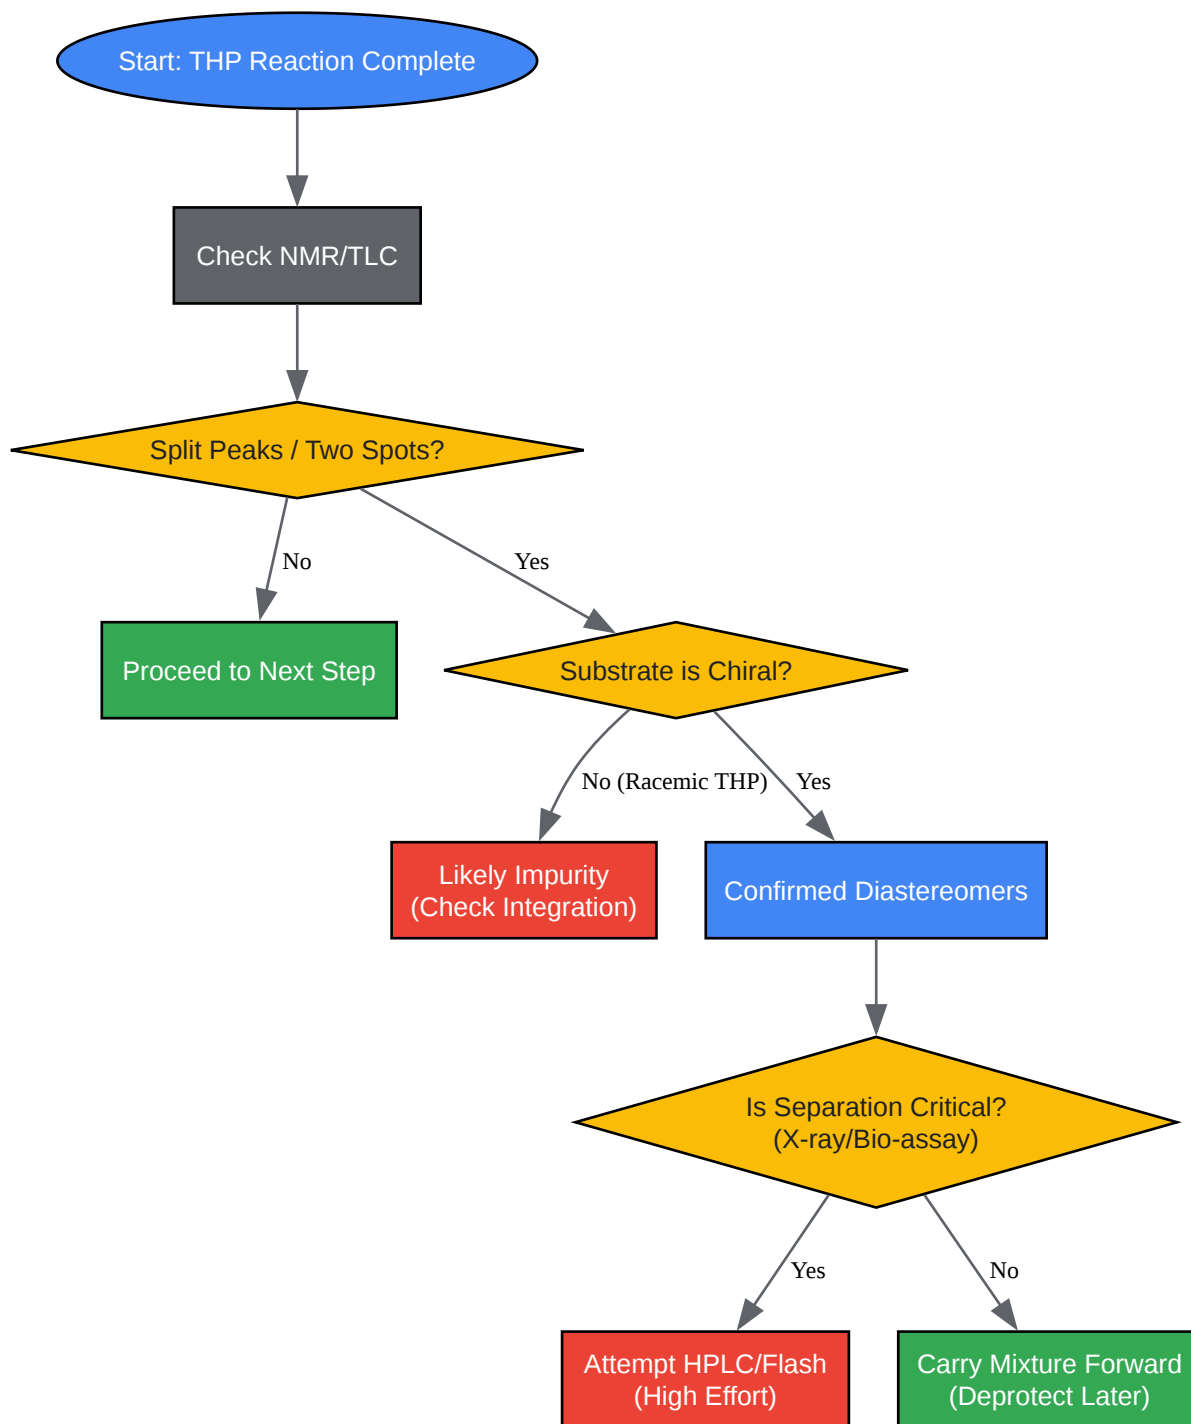 Start: THP Reaction Complete
Check NMR/TLC
Split Peaks / Two Spots?
No
Yes
Proceed to Next Step
Substrate is Chiral?
No (Racemic THP)
Yes
Likely Impurity
(Check Integration)
Confirmed Diastereomers
Is Separation Critical?
(X-ray/Bio-assay)
Yes
No
Attempt HPLC/Flash
(High Effort)
Carry Mixture Forward
(Deprotect Later)